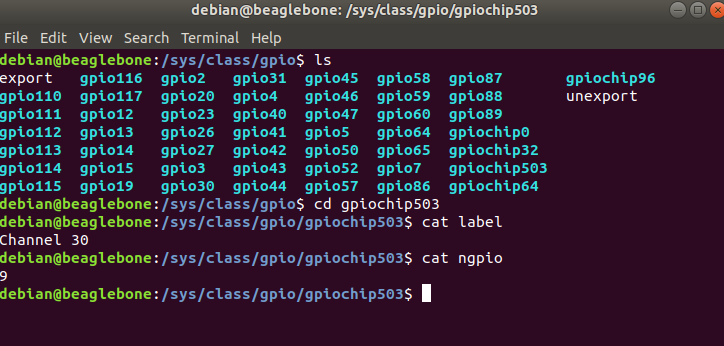 debian@beaglebone: /sys/class/gpio/gpiochip503
File Edit View Search Terminal Help
debian@beaglebone:/sys/class/gpio$ ls
export gpio116 gpio2 gpio31 gpio45 gpio58 gpio87 gpiochip96
gpio110 gpio117 gpio20 gpio4 gpio46 gpio59 gpio88 unexport
gpio111 gpio12 gpio23 gpio40 gpio47 gpio60 gpio89
gpio112 gpio13 gpio26 gpio41 gpio5 gpio64 gpiochip0
gpio113 gpio14 gpio27 gpio42 gpio50 gpio65 gpiochip32
gpio114 gpio15 gpio3 gpio43 gpio52 gpio7 gpiochip503
gpio115 gpio19 gpio30 gpio44 gpio57 gpio86 gpiochip64
debian@beaglebone:/sys/class/gpio$ cd gpiochip503
debian@beaglebone:/sys/class/gpio/gpiochip503$ cat label
Channel 30
debian@beaglebone:/sys/class/gpio/gpiochip503$ cat ngpio
9
debian@beaglebone:/sys/class/gpio/gpiochip503$